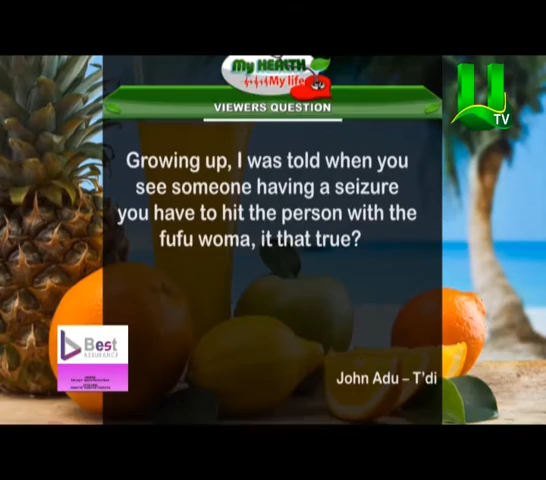 My HEALTH
My life
VIEWERS QUESTION
U
TV
Growing up, I was told when you
see someone having a seizure
you have to hit the person with the
fufu woma, it that true?
Best
ASSURANCE
John Adu – T'di